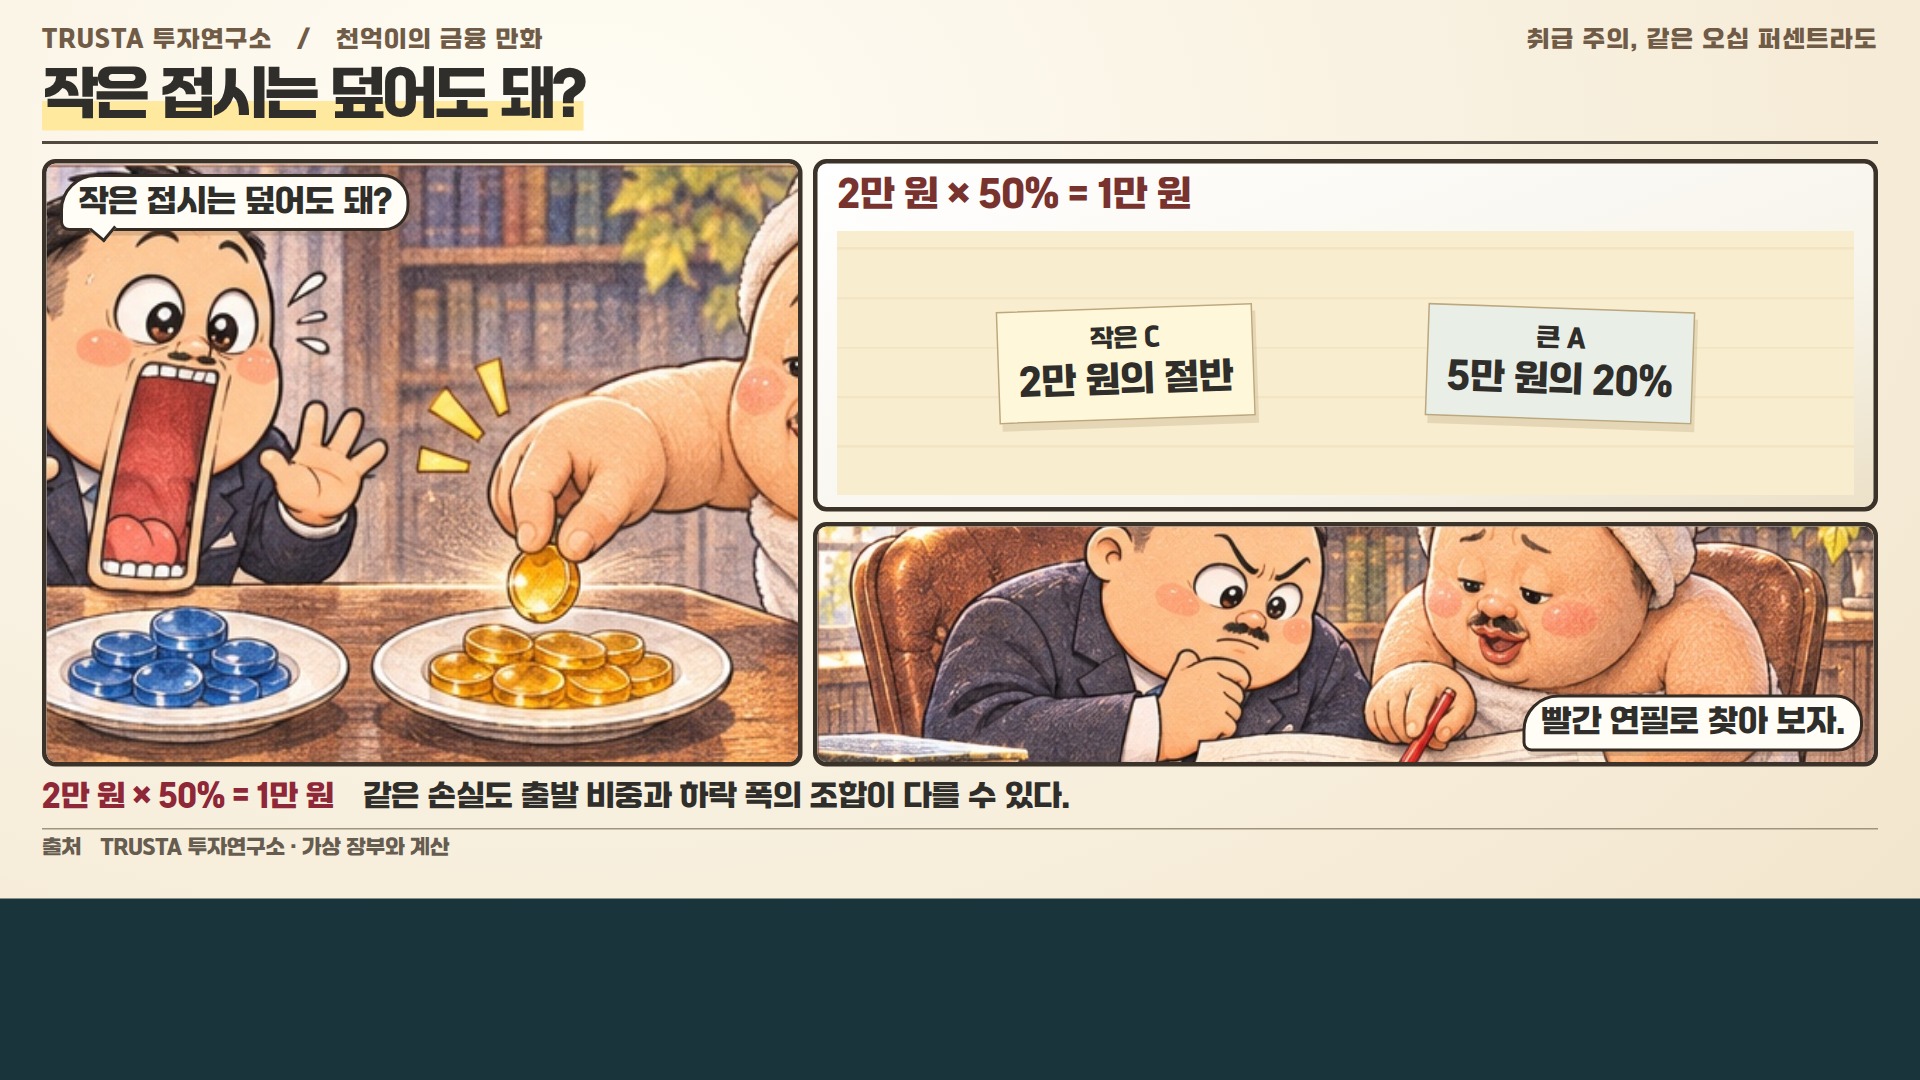 TRUSTA 투자연구소 / 천억이의 금융 만화
취급 주의, 같은 오십 퍼센트라도
작은 접시는 덮어도 돼?
작은 접시는 덮어도 돼?
2만 원 × 50% = 1만 원
작은 C
2만 원의 절반
큰 A
5만 원의 20%
빨간 연필로 찾아 보자.
2만 원 × 50% = 1만 원 같은 손실도 출발 비중과 하락 폭의 조합이 다를 수 있다.
출처 TRUSTA 투자연구소 · 가상 장부와 계산